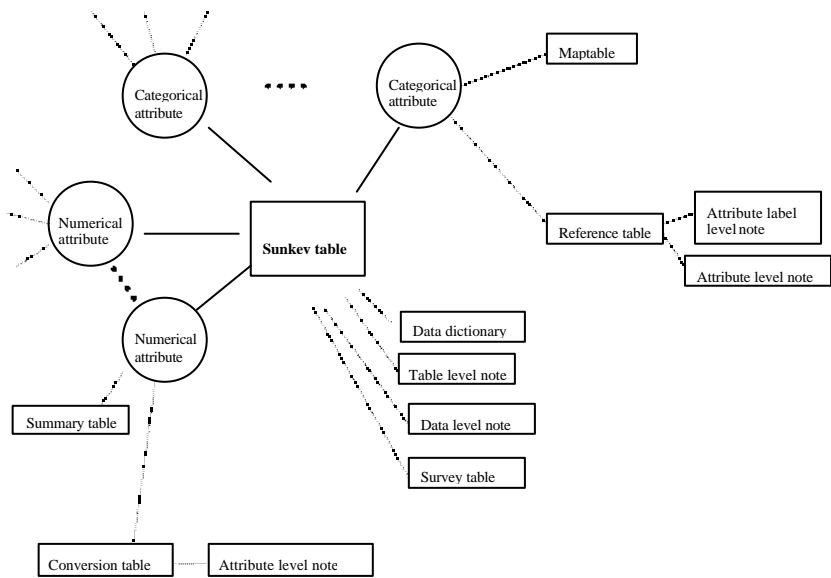 Categorical
attribute
Categorical
attribute
Maptable
Numerical
attribute
Sunkev table
Reference table
Attribute label
level note
Attribute level note
Numerical
attribute
Data dictionary
Table level note
Summary table
Data level note
Survey table
Conversion table
Attribute level note